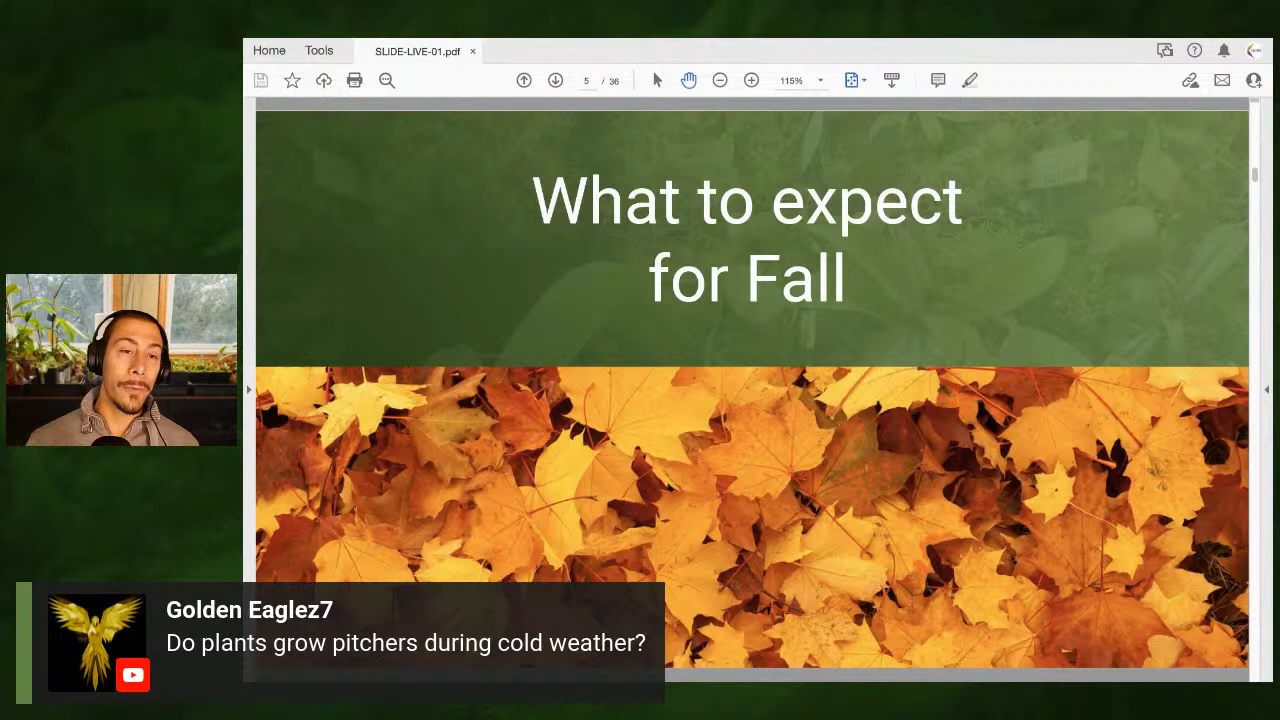 Home Tools SLIDE-LIVE-01.pdf ×
5 / 36 115%
What to expect
for Fall
Golden Eaglez7
Do plants grow pitchers during cold weather?